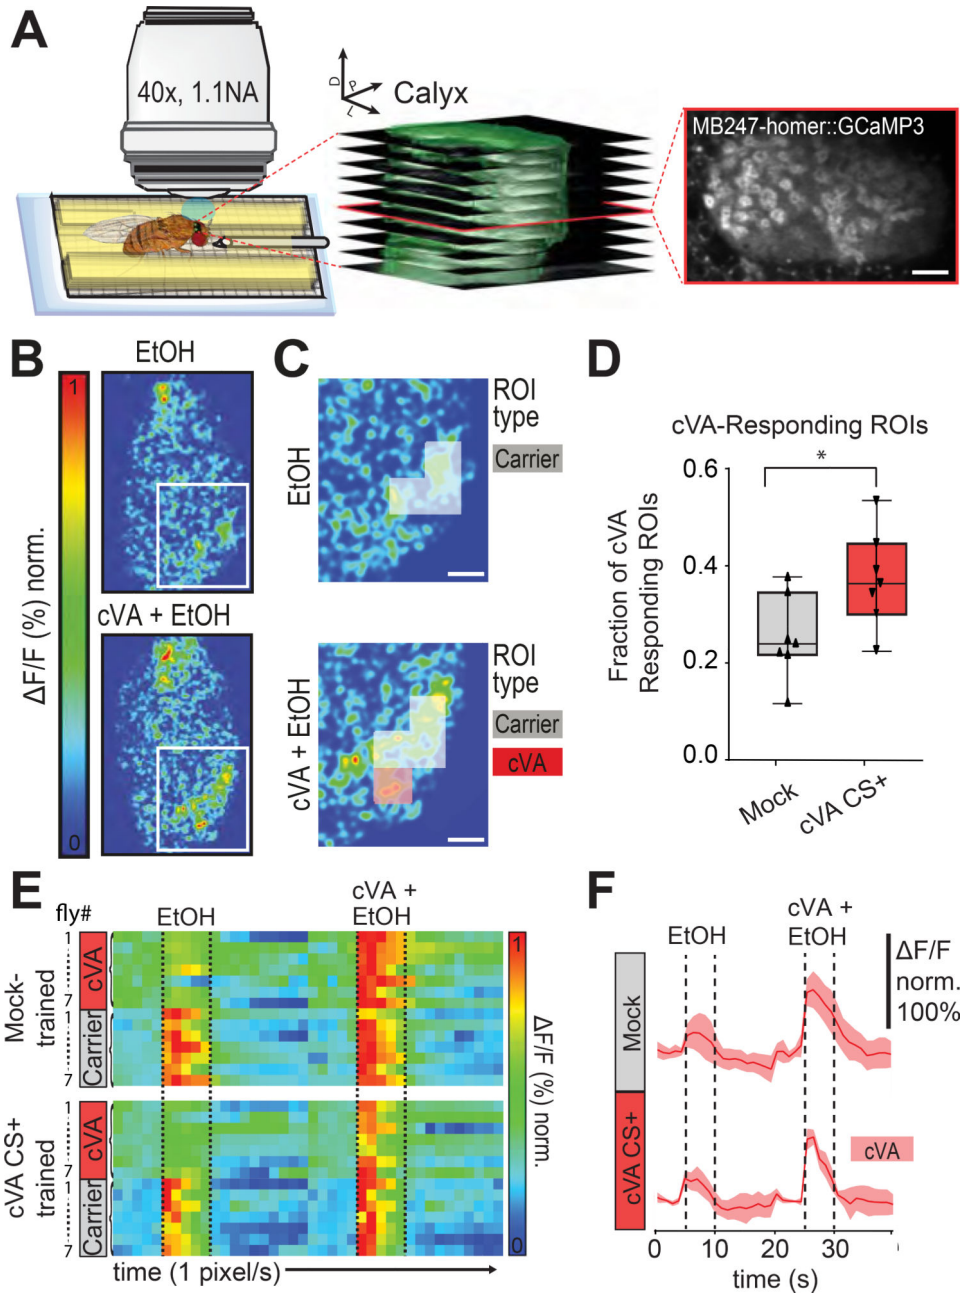 A
40x, 1.1NA
D
P
L
Calyx
MB247-homer::GCaMP3
B
EtOH
1
ΔF/F (%) norm.
0
cVA + EtOH
C
EtOH
ROI
type
Carrier
cVA + EtOH
ROI
type
Carrier
cVA
D
cVA-Responding ROIs
*
Fraction of cVA
Responding ROIs
0.6
0.4
0.2
0.0
Mock
cVA CS+
E
fly#
EtOH
cVA +
EtOH
Mock-
trained
1
7
cVA
1
7
Carrier
cVA CS+
trained
1
7
cVA
1
7
Carrier
1
ΔF/F (%) norm.
0
time (1 pixel/s)
F
EtOH
cVA +
EtOH
ΔF/F
norm.
100%
Mock
cVA CS+
cVA
0
10
20
30
time (s)